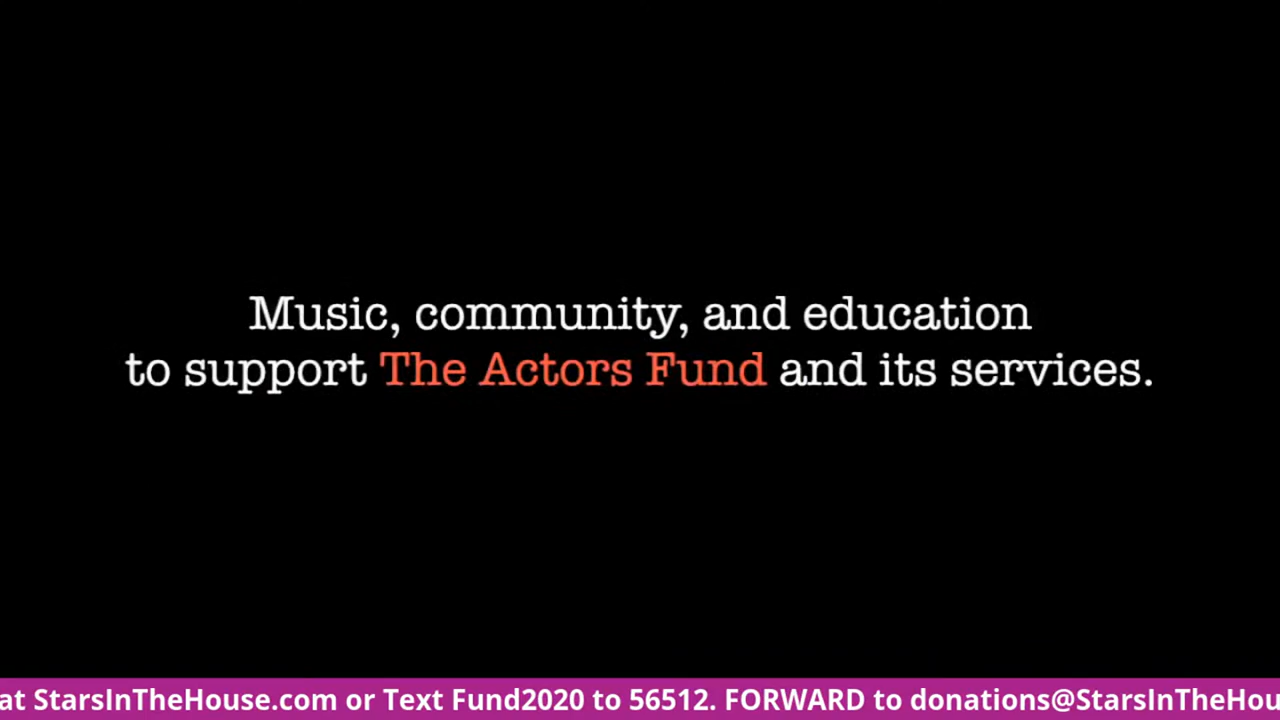 Music, community, and education
to support The Actors Fund and its services.
at StarsInTheHouse.com or Text Fund2020 to 56512. FORWARD to donations@StarsInTheHou